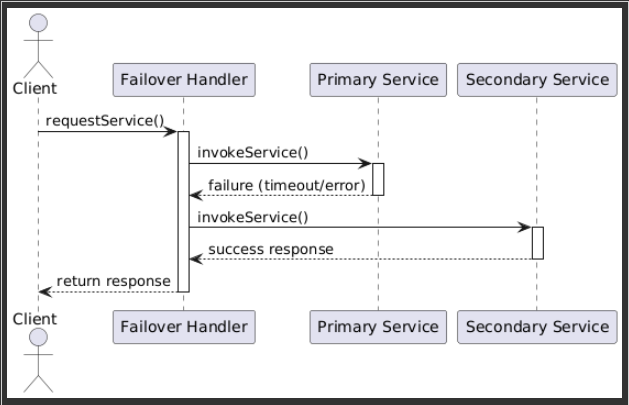 Client
Failover Handler
Primary Service
Secondary Service
requestService()
invokeService()
failure (timeout/error)
invokeService()
success response
return response
Client
Failover Handler
Primary Service
Secondary Service